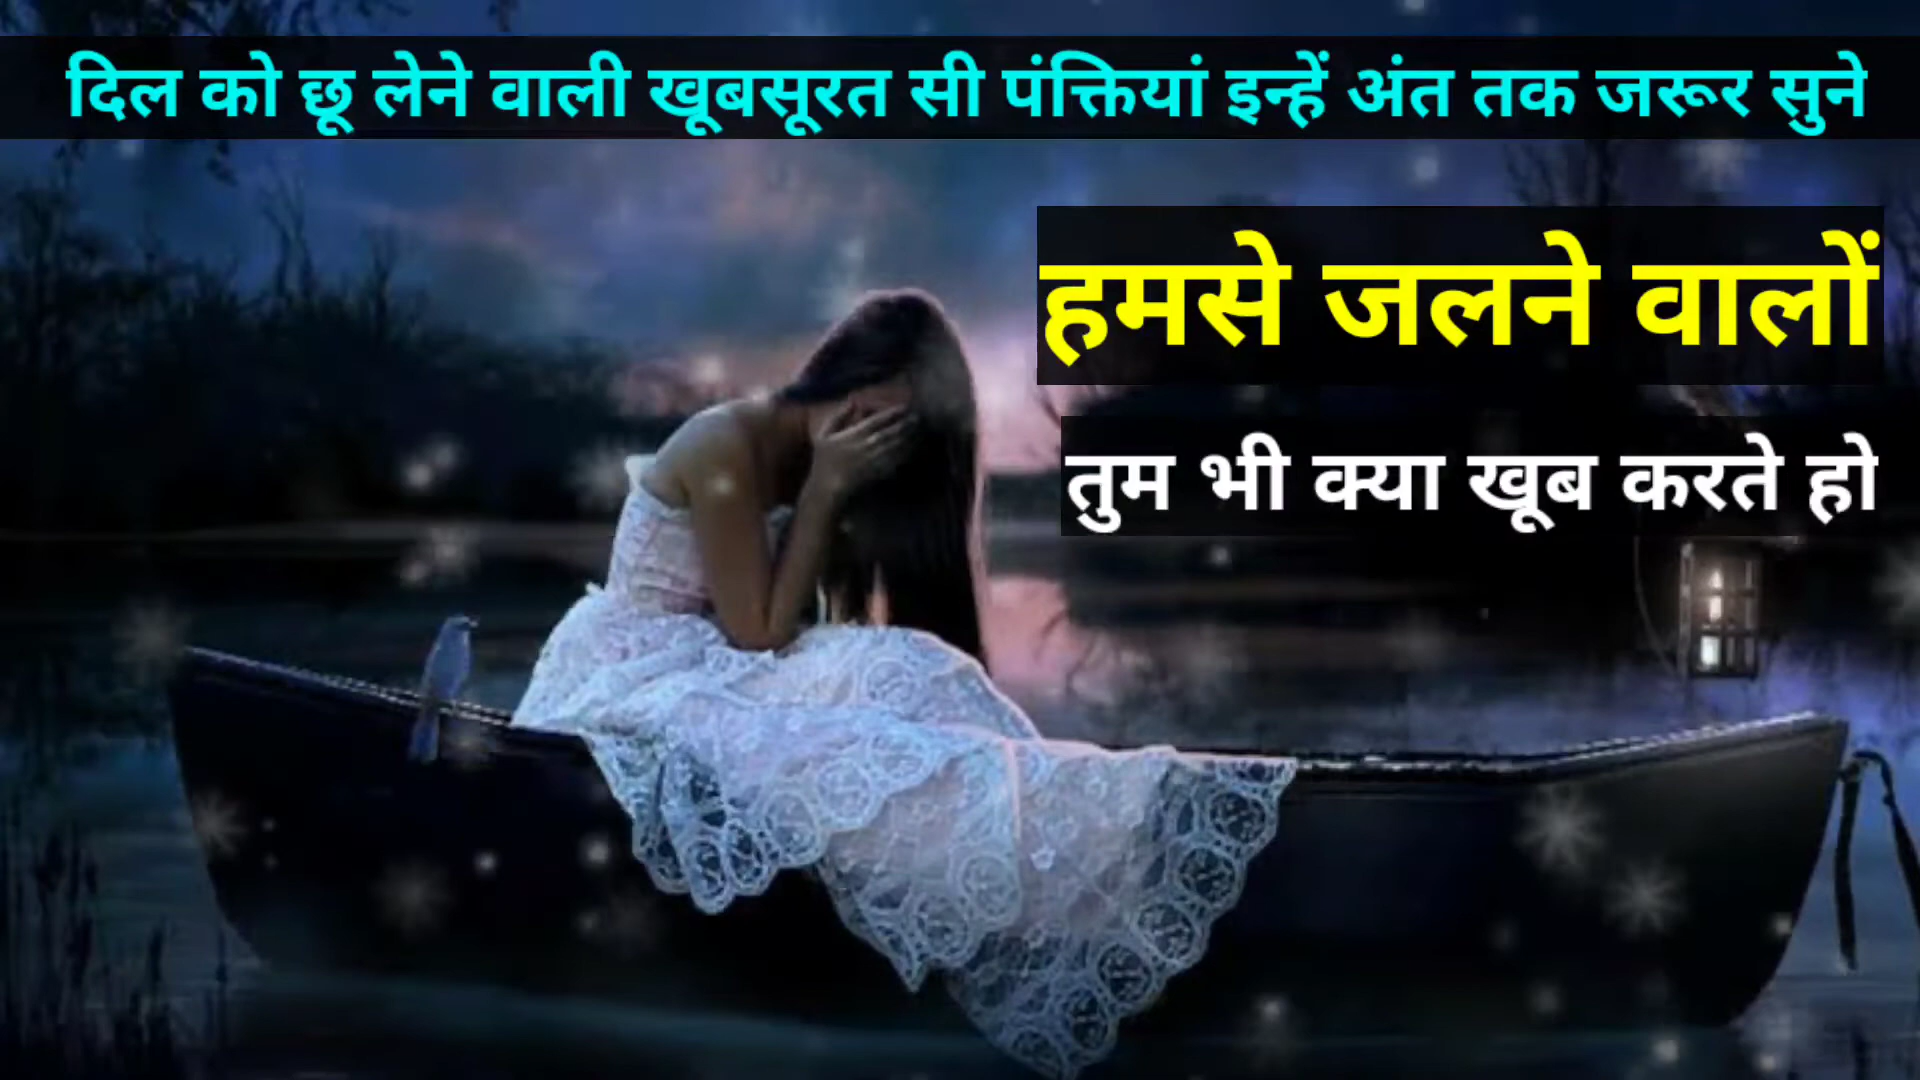 दिल को छू लेने वाली खूबसूरत सी पंक्तियां इन्हें अंत तक जरूर सुने
हमसे जलने वालों
तुम भी क्या खूब करते हो